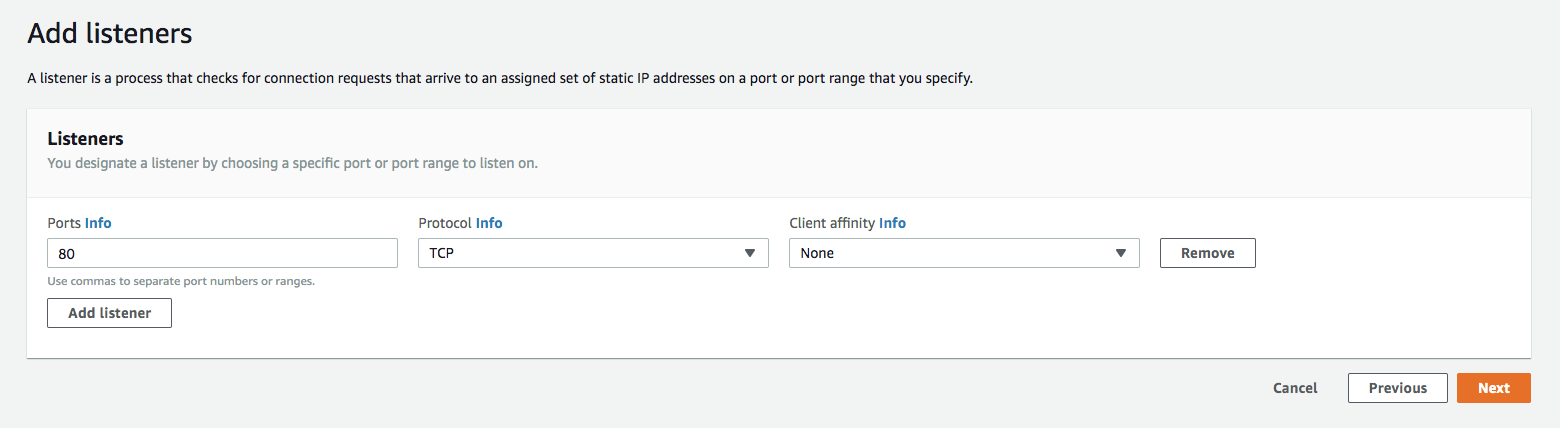 Add listeners
A listener is a process that checks for connection requests that arrive to an assigned set of static IP addresses on a port or port range that you specify.
Listeners
You designate a listener by choosing a specific port or port range to listen on.
Ports Info Protocol Info Client affinity Info
80 TCP None Remove
Use commas to separate port numbers or ranges.
Add listener
Cancel Previous Next